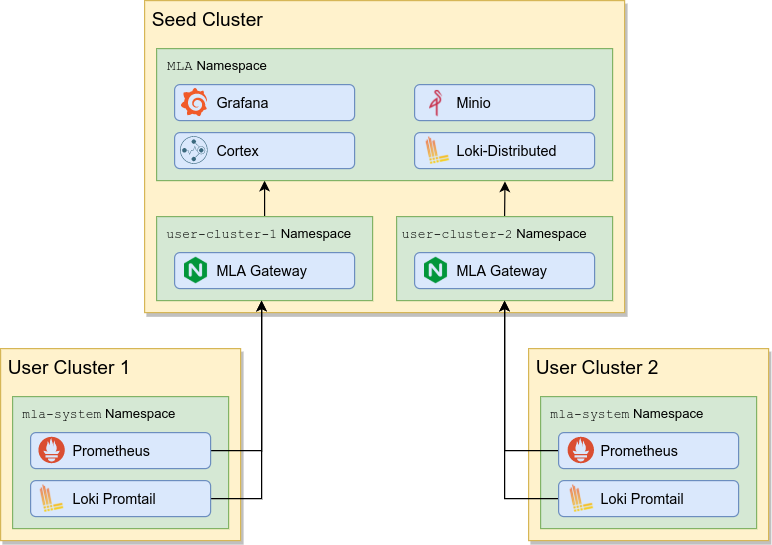 Seed Cluster
MLA Namespace
Grafana
Minio
Cortex
Loki-Distributed
user-cluster-1 Namespace
user-cluster-2 Namespace
MLA Gateway
MLA Gateway
User Cluster 1
User Cluster 2
mla-system Namespace
mla-system Namespace
Prometheus
Prometheus
Loki Promtail
Loki Promtail